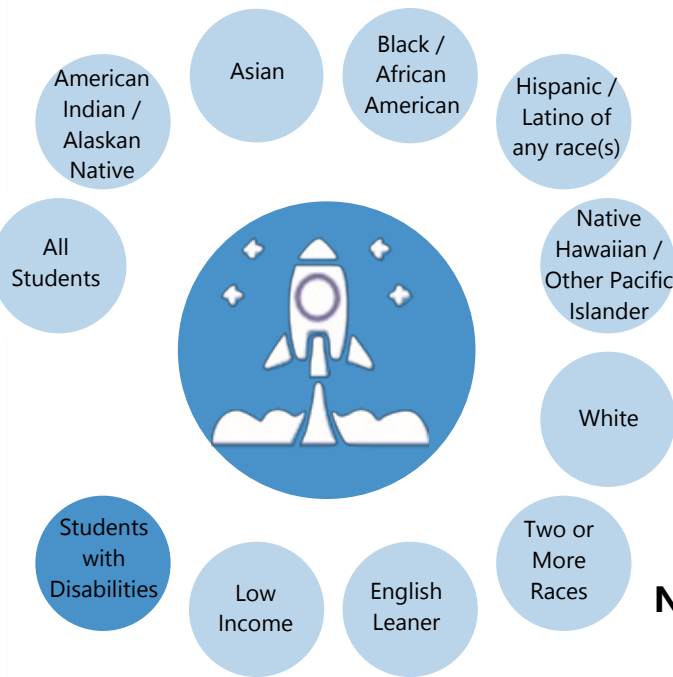 American
Indian /
Alaskan
Native
Asian
Black /
African
American
Hispanic /
Latino of
any race(s)
All
Students
Native
Hawaiian /
Other Pacific
Islander
White
Students
with
Disabilities
Low
Income
English
Leaner
Two or
More
Races
N